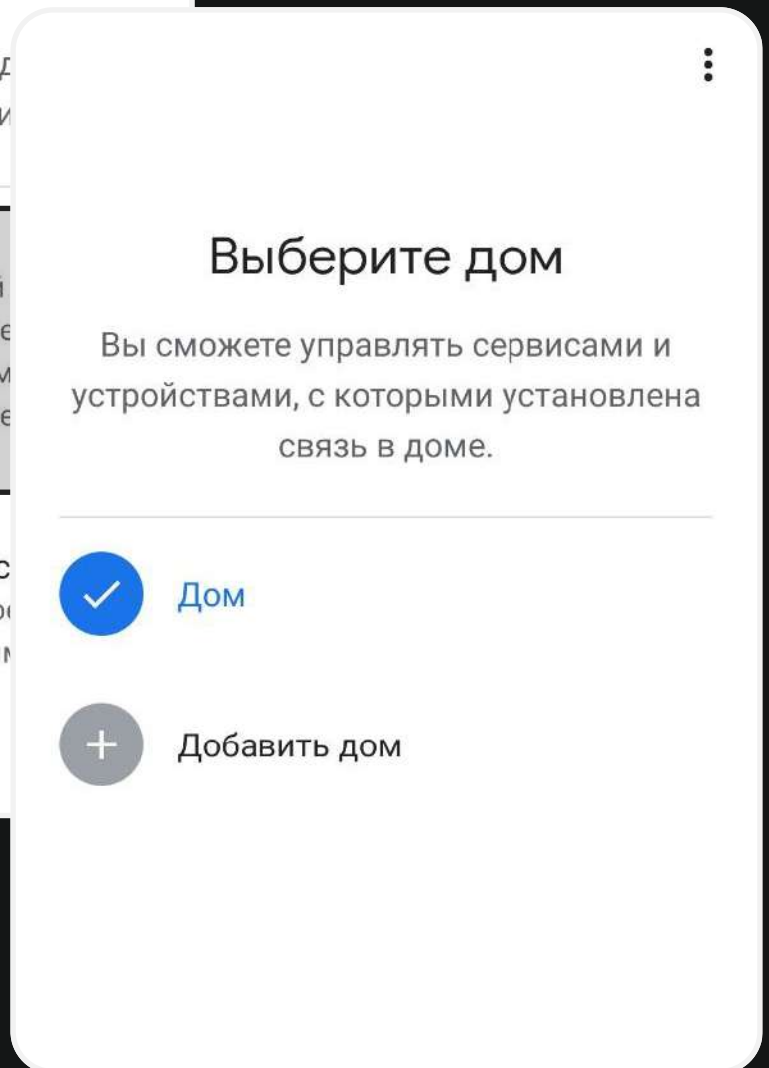 Выберите дом
Вы сможете управлять сервисами и
устройствами, с которыми установлена
связь в доме.
Дом
Добавить дом